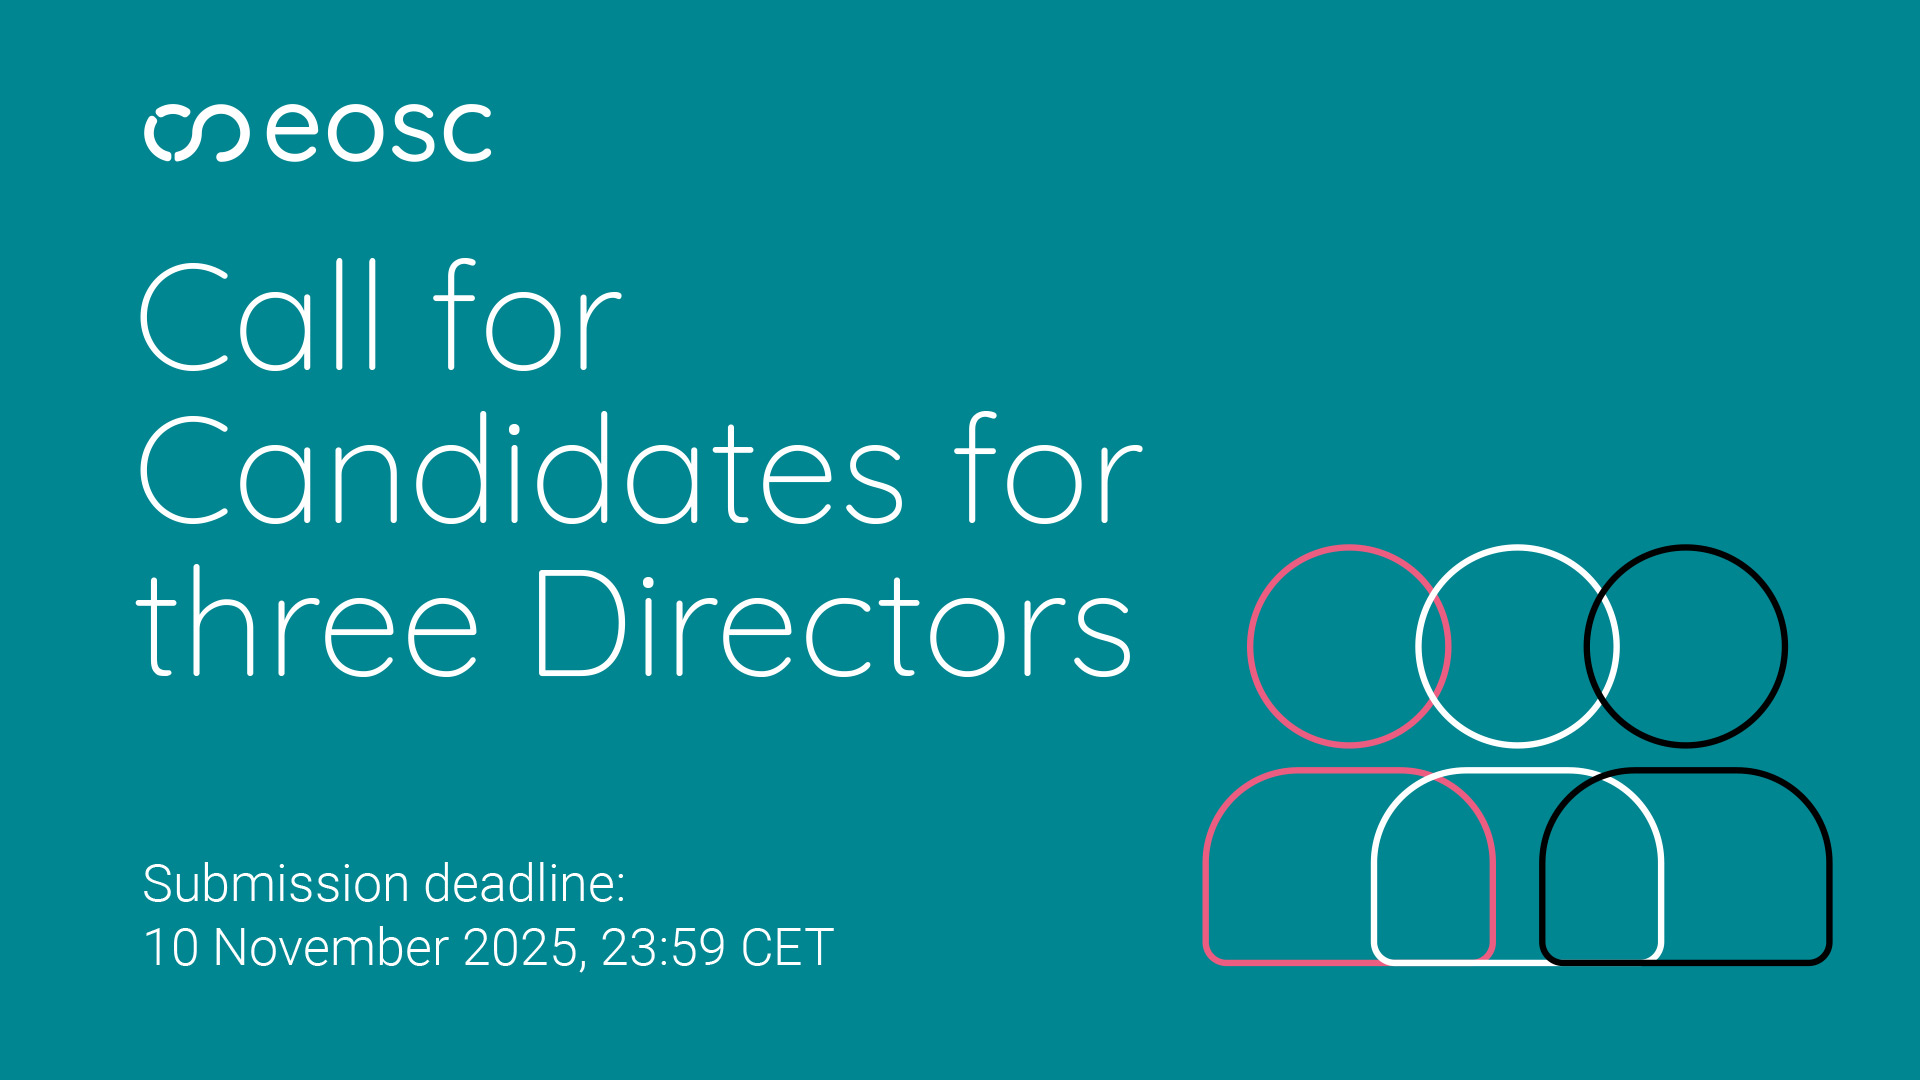 eosc
Call for
Candidates for
three Directors
Submission deadline:
10 November 2025, 23:59 CET